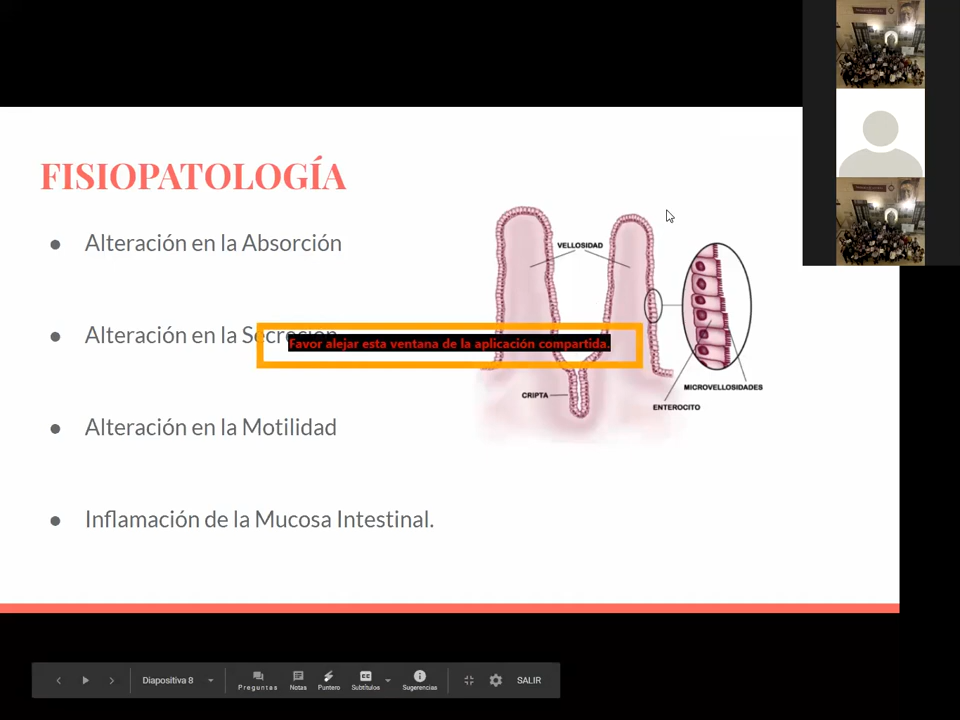 FISIOPATOLOGÍA
● Alteración en la Absorción
● Alteración en la Secreción
Favor alejar esta ventana de la aplicación compartida.
● Alteración en la Motilidad
● Inflamación de la Mucosa Intestinal.
VELLOSIDAD
CRIPTA
MICROVELLOSIDADES
ENTEROCITO
Diapositiva 8
Preguntas
Notas
Puntero
Subtítulos
Sugerencias
SALIR